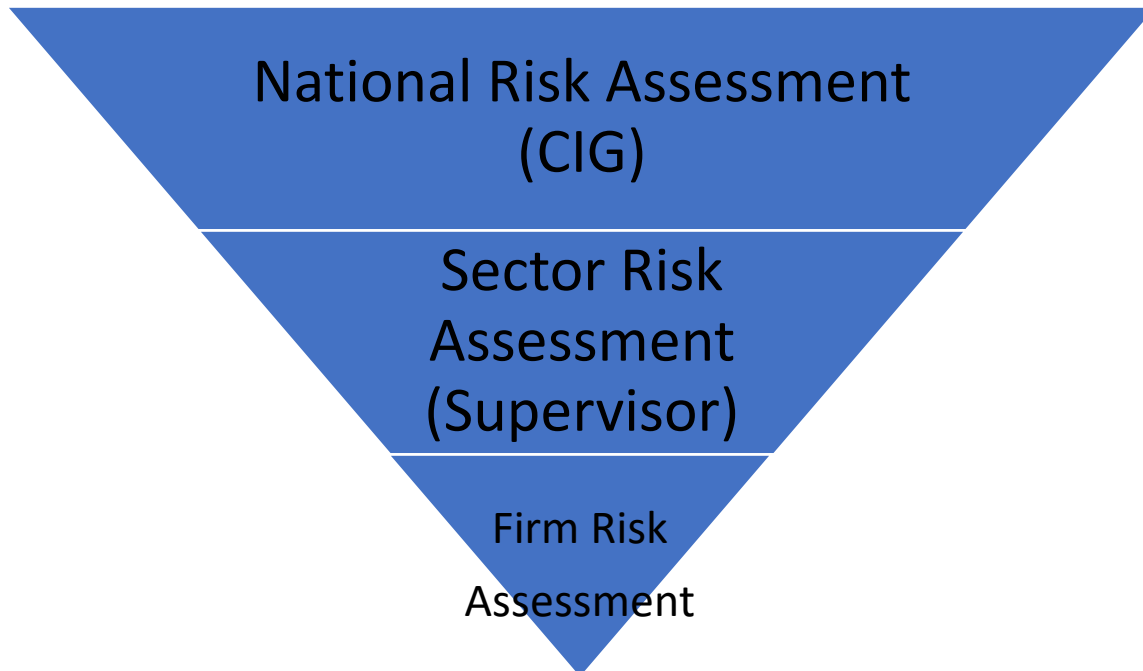 National Risk Assessment
(CIG)
Sector Risk
Assessment
(Supervisor)
Firm Risk
Assessment